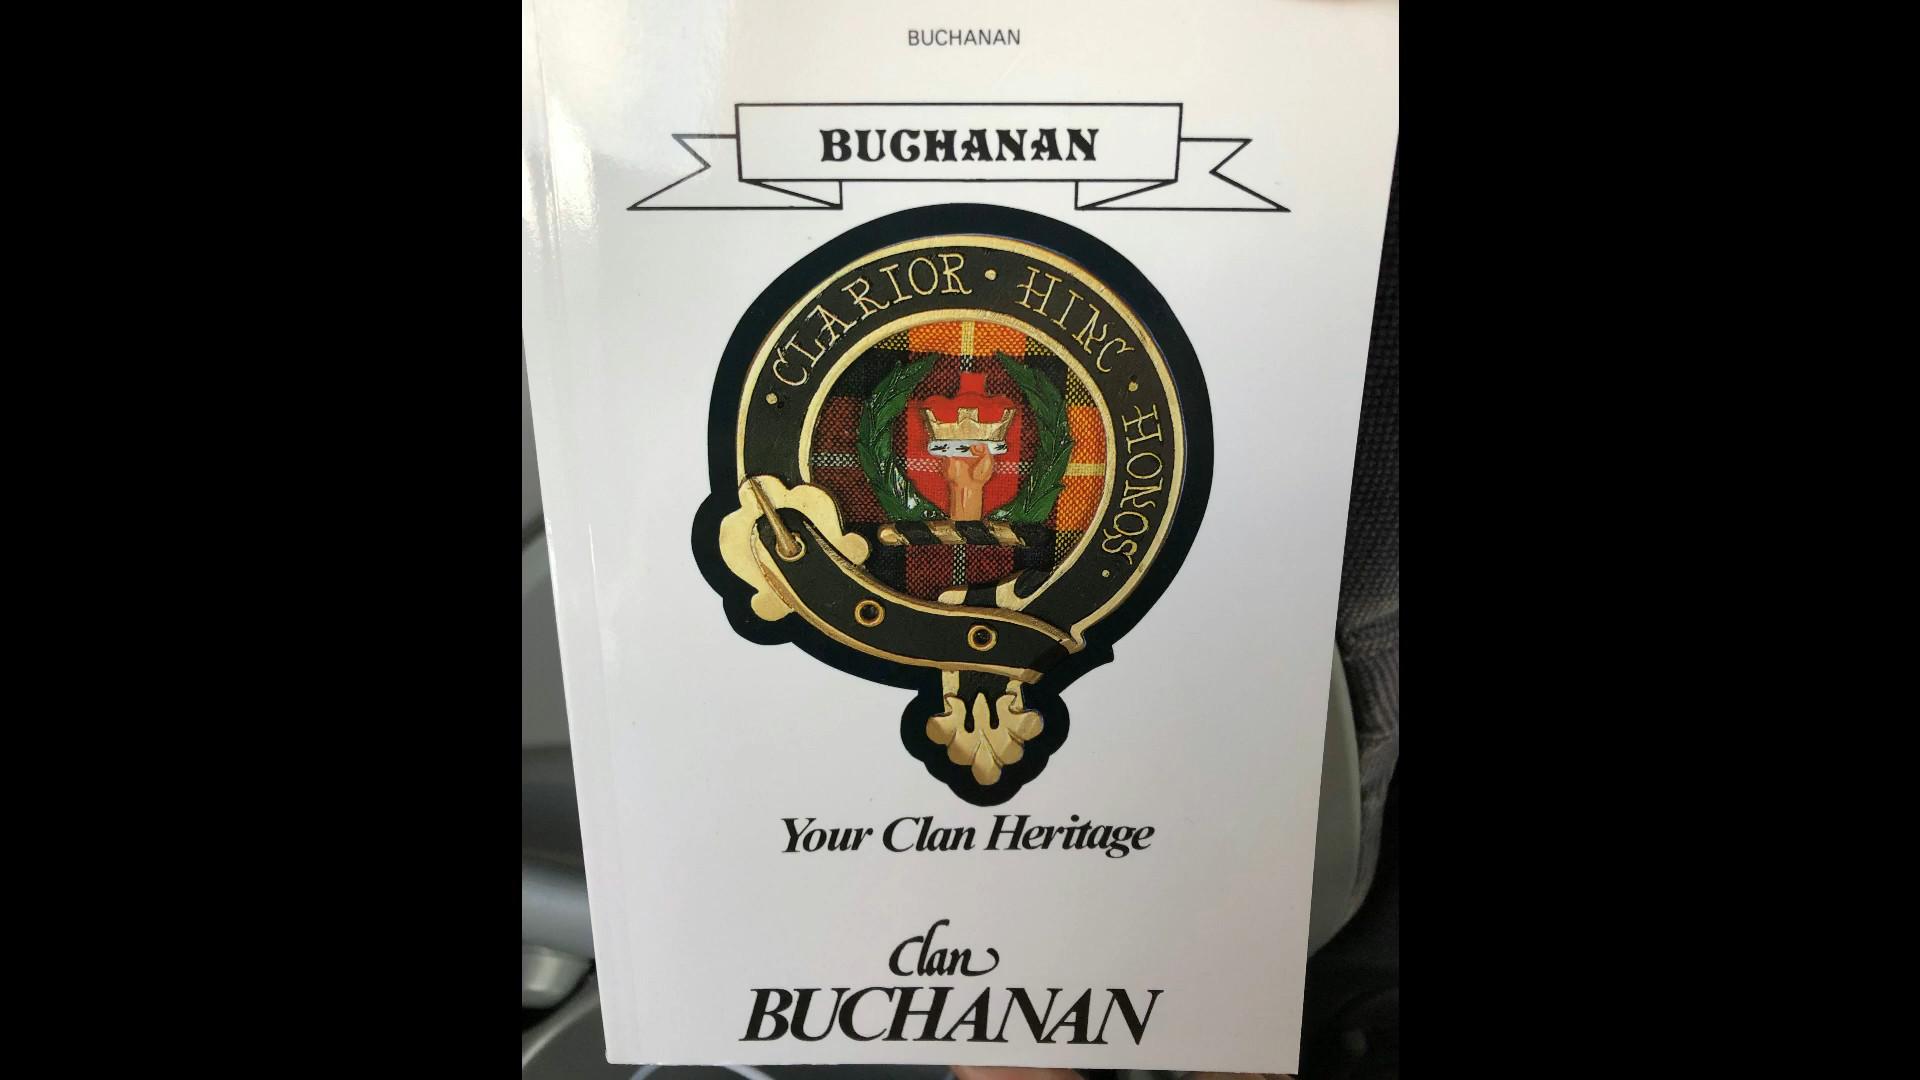 BUCHANAN
BUCHANAN
CLARIOR · HINC · HONOS
Your Clan Heritage
Clan
BUCHANAN